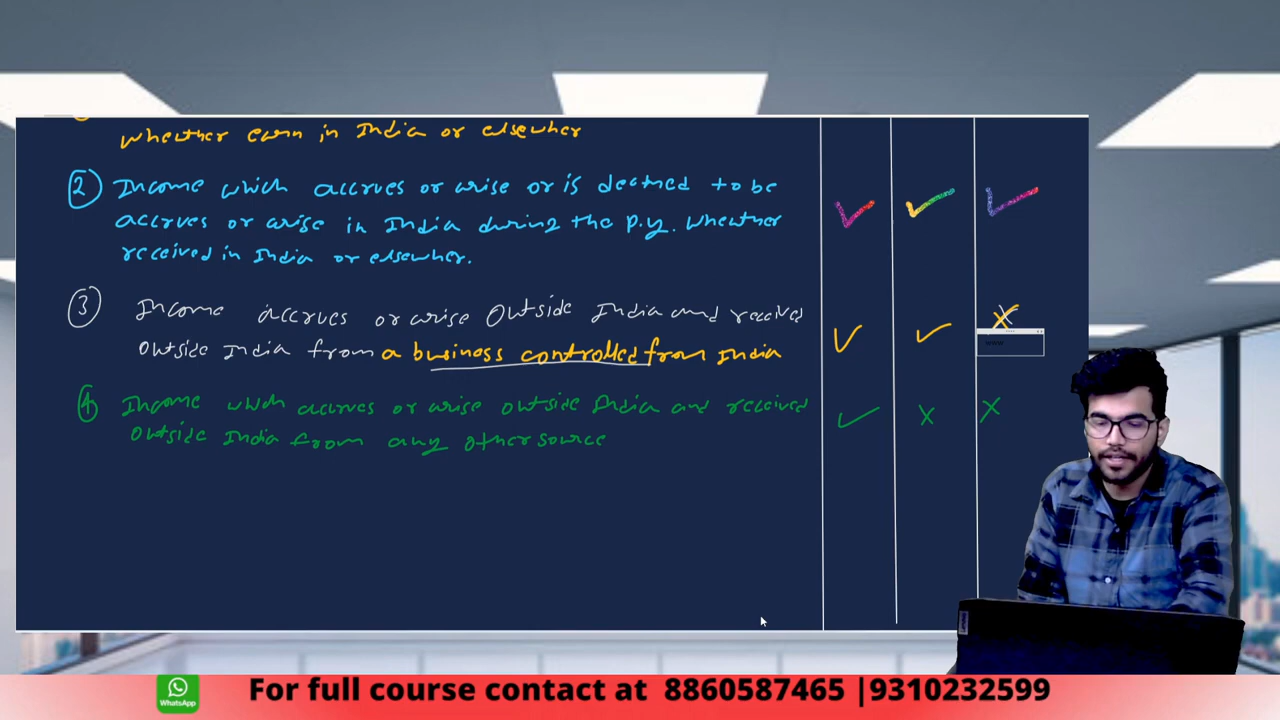 whether earn in India or elsewher
② Income which accrues or arise or is deemed to be
accrues or arise in India during the P.Y. whether
received in India or elsewher.
③ Income accrues or arise Outside India and received
outside India from a business controlled from India
④ Income which accrues or arise outside India and received
outside India from any other source
WhatsApp
For full course contact at 8860587465 |9310232599